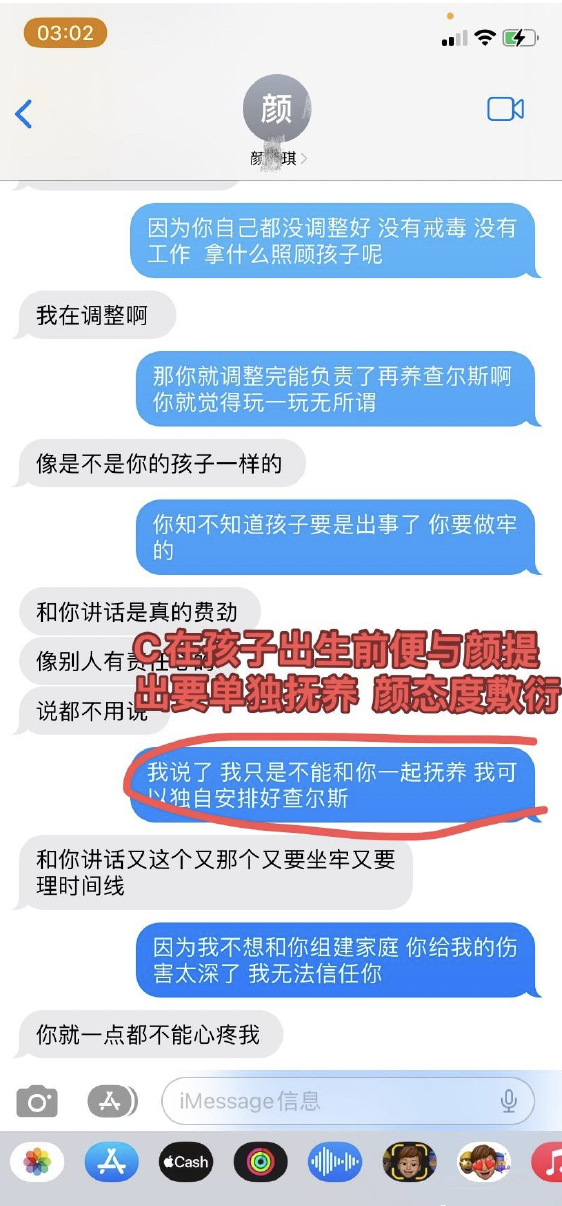 03:02
颜
颜 琪
因为你自己都没调整好 没有戒毒 没有
工作 拿什么照顾孩子呢
我在调整啊
那你就调整完能负责了再养查尔斯啊
你就觉得玩一玩无所谓
像是不是你的孩子一样的
你知不知道孩子要是出事了 你要做牢
的
和你讲话是真的费劲
像别人有责任心的
C在孩子出生前便与颜提
出要单独抚养 颜态度敷衍
说都不用说
我说了 我只是不能和你一起抚养 我可
以独自安排好查尔斯
和你讲话又这个又那个又要坐牢又要
理时间线
因为我不想和你组建家庭 你给我的伤
害太深了 我无法信任你
你就一点都不能心疼我
iMessage信息
Cash